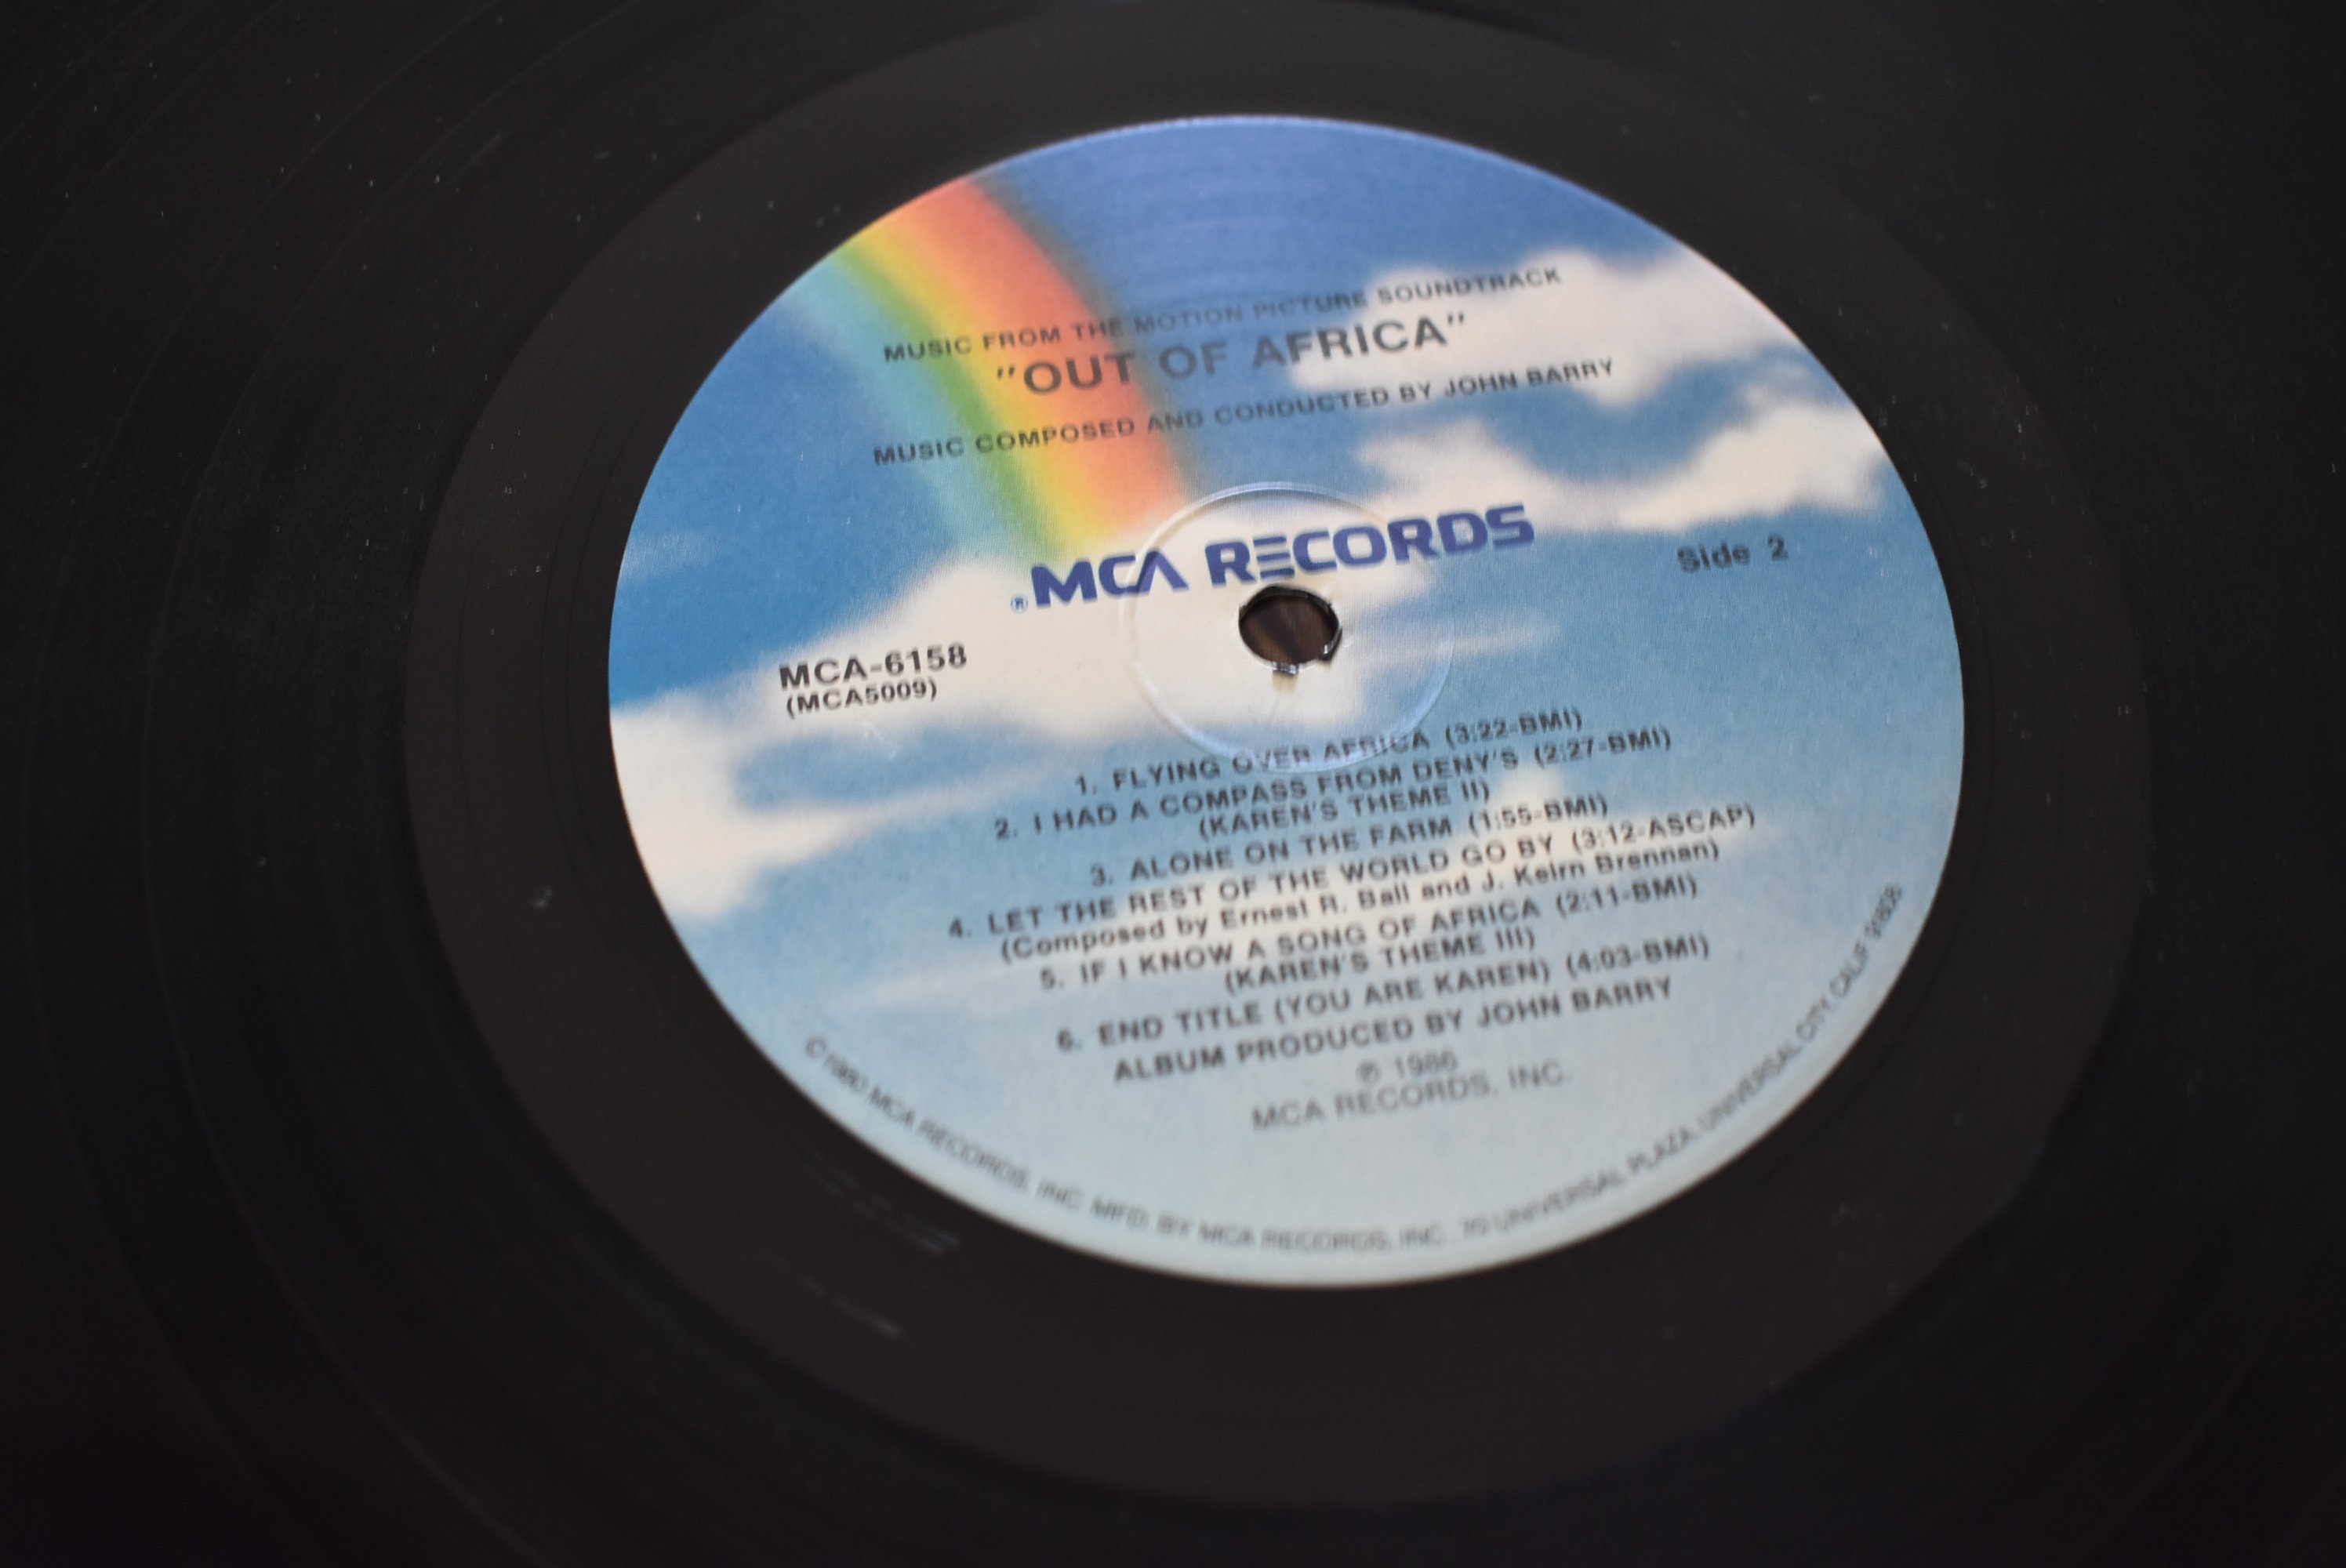 MUSIC FROM THE MOTION PICTURE SOUNDTRACK
"OUT OF AFRICA"
MUSIC COMPOSED AND CONDUCTED BY JOHN BARRY
®MCA RECORDS
Side 2
MCA-6158
(MCA5009)
1. FLYING OVER AFRICA (3:22-BMI)
2. I HAD A COMPASS FROM DENY'S (2:27-BMI)
(KAREN'S THEME II)
3. ALONE ON THE FARM (1:55-BMI)
4. LET THE REST OF THE WORLD GO BY (3:12-ASCAP)
(Composed by Ernest R. Ball and J. Keirn Brennan)
5. IF I KNOW A SONG OF AFRICA (2:11-BMI)
(KAREN'S THEME III)
6. END TITLE (YOU ARE KAREN) (4:03-BMI)
ALBUM PRODUCED BY JOHN BARRY
℗ 1986
MCA RECORDS, INC.
© 1980 MCA RECORDS, INC. MFD. BY MCA RECORDS, INC. 70 UNIVERSAL PLAZA, UNIVERSAL CITY, CALIF 91608